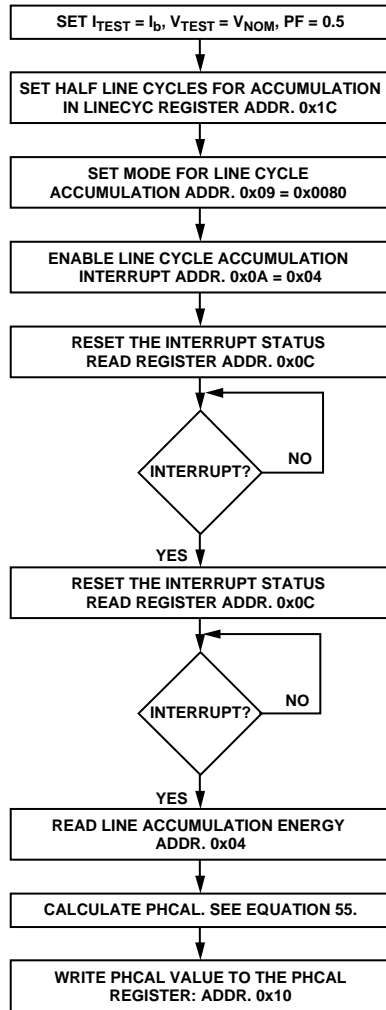 SET I_TEST = I_b, V_TEST = V_NOM, PF = 0.5
SET HALF LINE CYCLES FOR ACCUMULATION
IN LINECYC REGISTER ADDR. 0x1C
SET MODE FOR LINE CYCLE
ACCUMULATION ADDR. 0x09 = 0x0080
ENABLE LINE CYCLE ACCUMULATION
INTERRUPT ADDR. 0x0A = 0x04
RESET THE INTERRUPT STATUS
READ REGISTER ADDR. 0x0C
INTERRUPT?
NO
YES
RESET THE INTERRUPT STATUS
READ REGISTER ADDR. 0x0C
INTERRUPT?
NO
YES
READ LINE ACCUMULATION ENERGY
ADDR. 0x04
CALCULATE PHCAL. SEE EQUATION 55.
WRITE PHCAL VALUE TO THE PHCAL
REGISTER: ADDR. 0x10